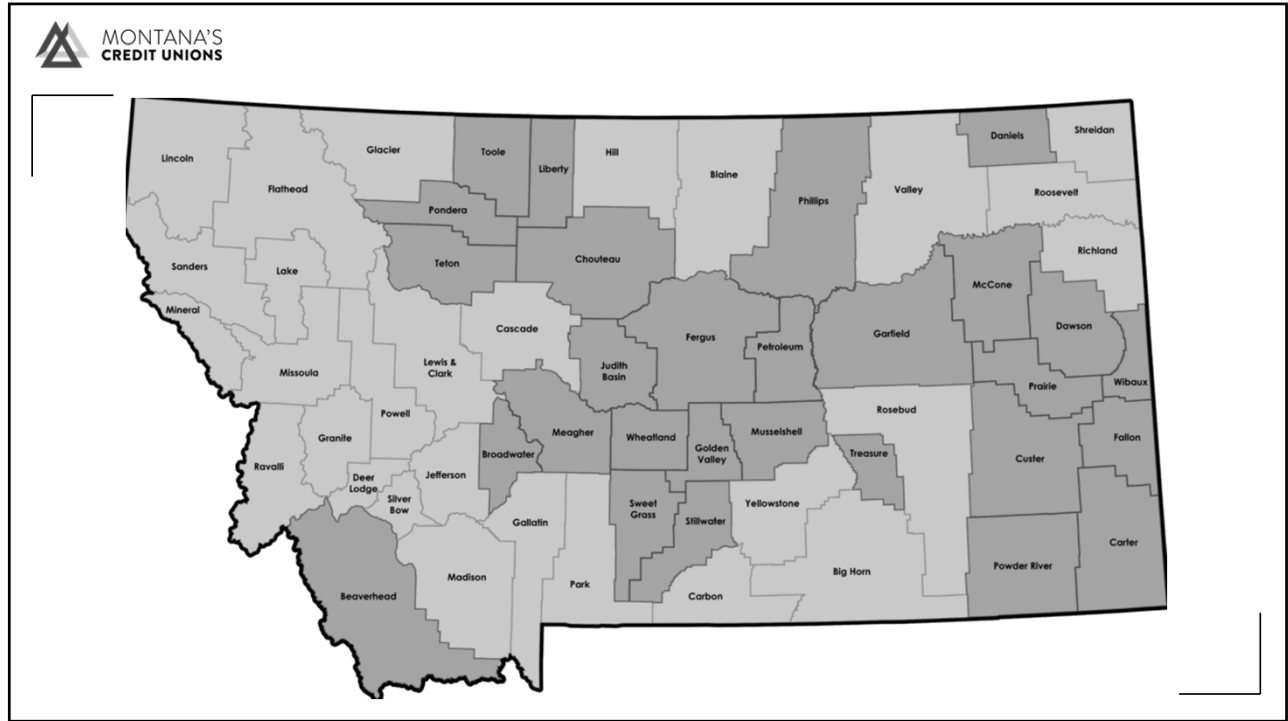 MONTANA'S
CREDIT UNIONS
Lincoln
Flathead
Glacier
Toole
Liberty
Hill
Blaine
Phillips
Valley
Daniels
Shreidan
Roosevelt
Pondera
Teton
Chouteau
Richland
Sanders
Lake
McCone
Mineral
Cascade
Fergus
Petroleum
Garfield
Dawson
Missoula
Lewis &
Clark
Judith
Basin
Prairie
Wibaux
Powell
Rosebud
Granite
Meagher
Wheatland
Golden
Valley
Musselshell
Fallon
Ravalli
Deer
Lodge
Jefferson
Broadwater
Treasure
Custer
Silver
Bow
Gallatin
Sweet
Grass
Stillwater
Yellowstone
Carter
Beaverhead
Madison
Park
Carbon
Big Horn
Powder River